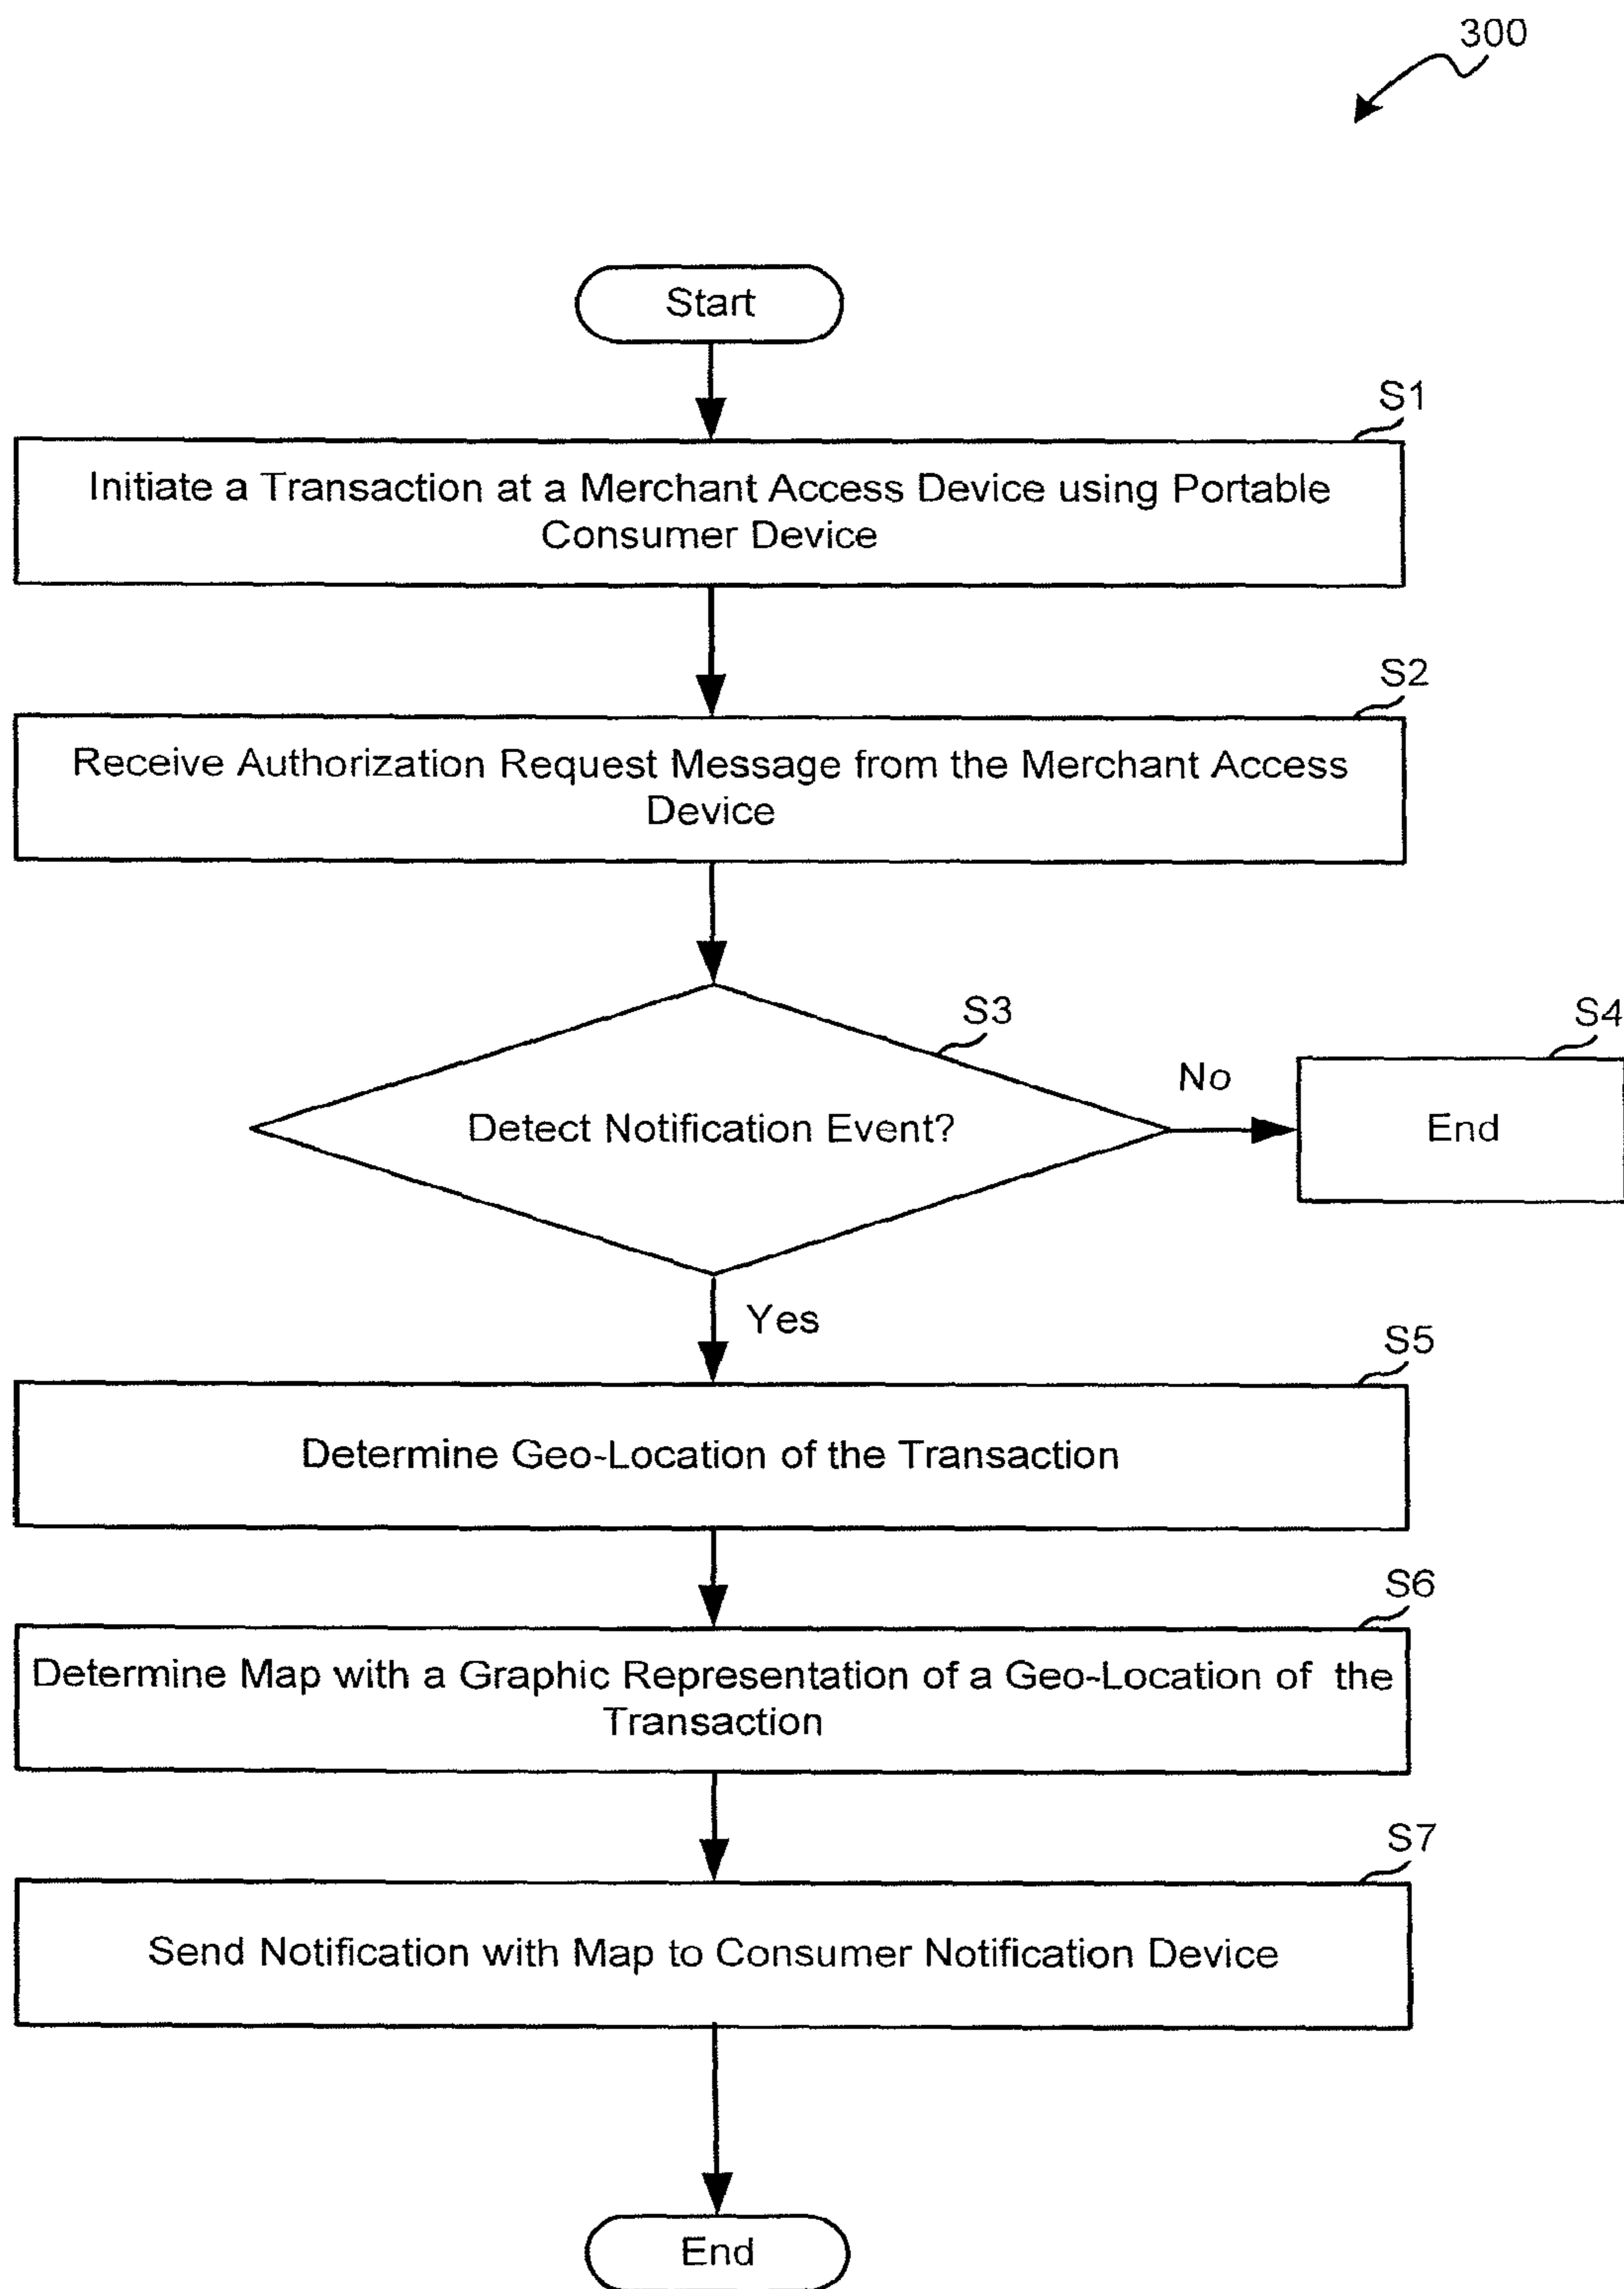 300
Start
S1
Initiate a Transaction at a Merchant Access Device using Portable
Consumer Device
S2
Receive Authorization Request Message from the Merchant Access
Device
S3
Detect Notification Event?
No
S4
End
Yes
S5
Determine Geo-Location of the Transaction
S6
Determine Map with a Graphic Representation of a Geo-Location of the
Transaction
S7
Send Notification with Map to Consumer Notification Device
End